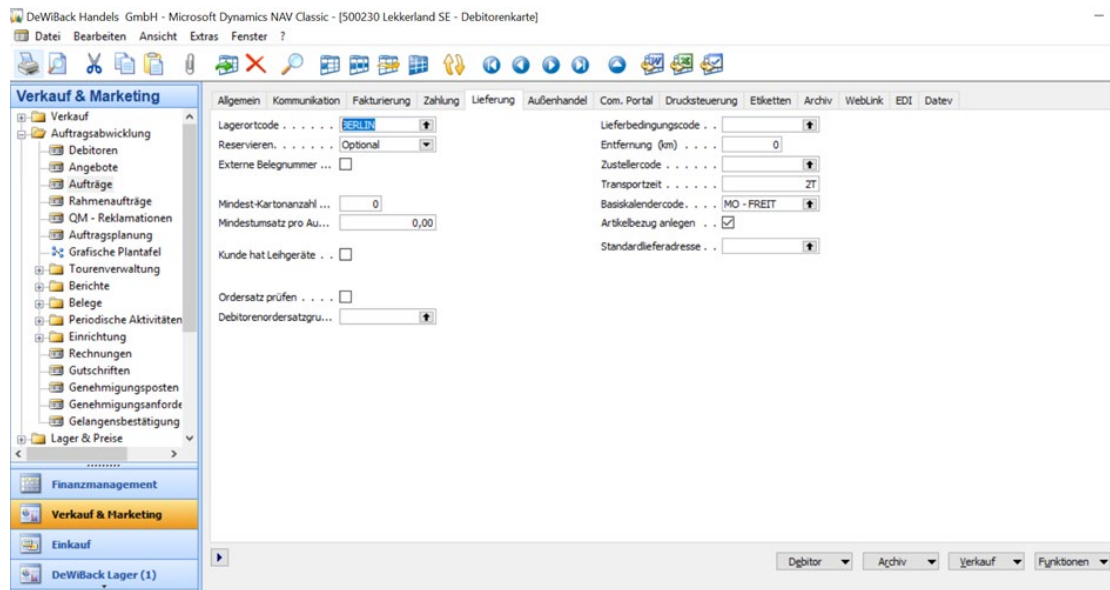 DeWiBack Handels GmbH - Microsoft Dynamics NAV Classic - [500230 Lekkerland SE - Debitorenkarte]
Datei Bearbeiten Ansicht Extras Fenster ?
Verkauf & Marketing
Verkauf
Auftragsabwicklung
Debitoren
Angebote
Aufträge
Rahmenaufträge
QM - Reklamationen
Auftragsplanung
Grafische Plantafel
Tourenverwaltung
Berichte
Belege
Periodische Aktivitäten
Einrichtung
Rechnungen
Gutschriften
Genehmigungsposten
Genehmigungsanforde
Gelangensbestätigung
Lager & Preise
Finanzmanagement
Verkauf & Marketing
Einkauf
DeWiBack Lager (1)
Allgemein Kommunikation Fakturierung Zahlung Lieferung Außenhandel Com. Portal Drucksteuerung Etiketten Archiv WebLink EDI Datev
Lagerortcode . . . . . . BERLIN
Reservieren. . . . . . . Optional
Externe Belegnummer ...
Mindest-Kartonanzahl ... 0
Mindestumsatz pro Au... 0,00
Kunde hat Leihgeräte . .
Ordersatz prüfen . . . .
Debitorenordersatzgru...
Lieferbedingungscode . .
Entfernung (km) . . . . 0
Zustellercode . . . . . .
Transportzeit . . . . . . 2T
Basiskalendercode. . . . MO - FREIT
Artikelbezug anlegen . .
Standardlieferadresse . .
Debitor Archiv Verkauf Funktionen